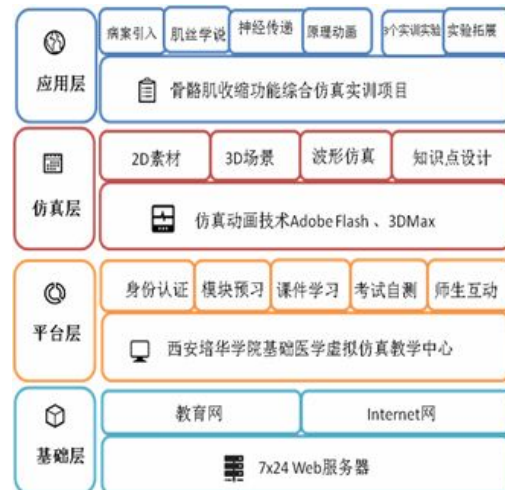 病案引入 肌丝学说 神经传递 原理动画 3个实训实验 实验拓展
应用层
骨骼肌收缩功能综合仿真实训项目
2D素材 3D场景 波形仿真 知识点设计
仿真层
仿真动画技术Adobe Flash 、3DMax
身份认证 模块预习 课件学习 考试自测 师生互动
平台层
西安培华学院基础医学虚拟仿真教学中心
教育网 Internet网
基础层
7x24 Web服务器